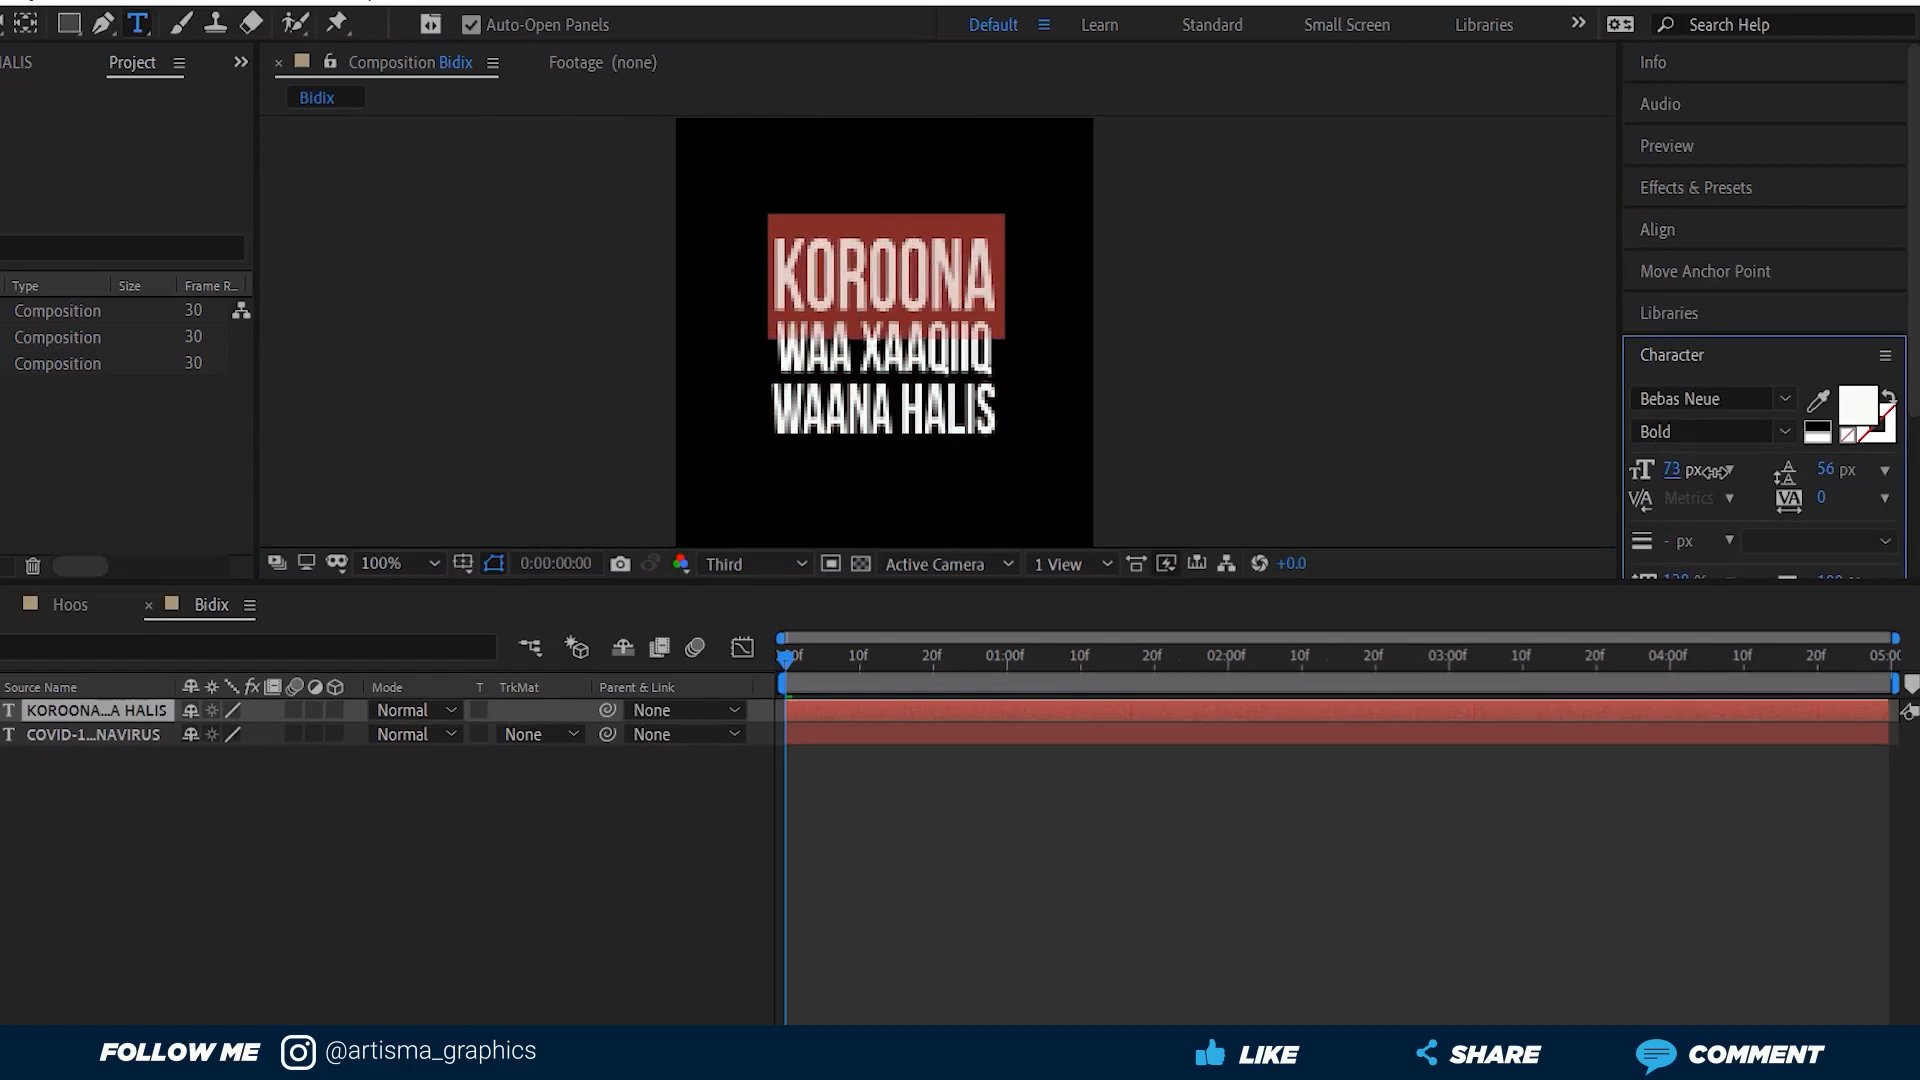 Auto-Open Panels
Default
Learn
Standard
Small Screen
Libraries
Search Help
ALIS
Project
Composition Bidix
Footage (none)
Bidix
Type Size Frame R...
Composition 30
Composition 30
Composition 30
KOROONA
WAA XAAQIIQ
WAANA HALIS
100%
0:00:00:00
Third
Active Camera
1 View
+0.0
Info
Audio
Preview
Effects & Presets
Align
Move Anchor Point
Libraries
Character
Bebas Neue
Bold
73 px
56 px
Metrics
0
- px
Hoos
Bidix
10f 20f 01:00f 10f 20f 02:00f 10f 20f 03:00f 10f 20f 04:00f 10f 20f 05:0
Source Name Mode T TrkMat Parent & Link
T KOROONA...A HALIS Normal None
T COVID-1...NAVIRUS Normal None None
FOLLOW ME @artisma_graphics LIKE SHARE COMMENT